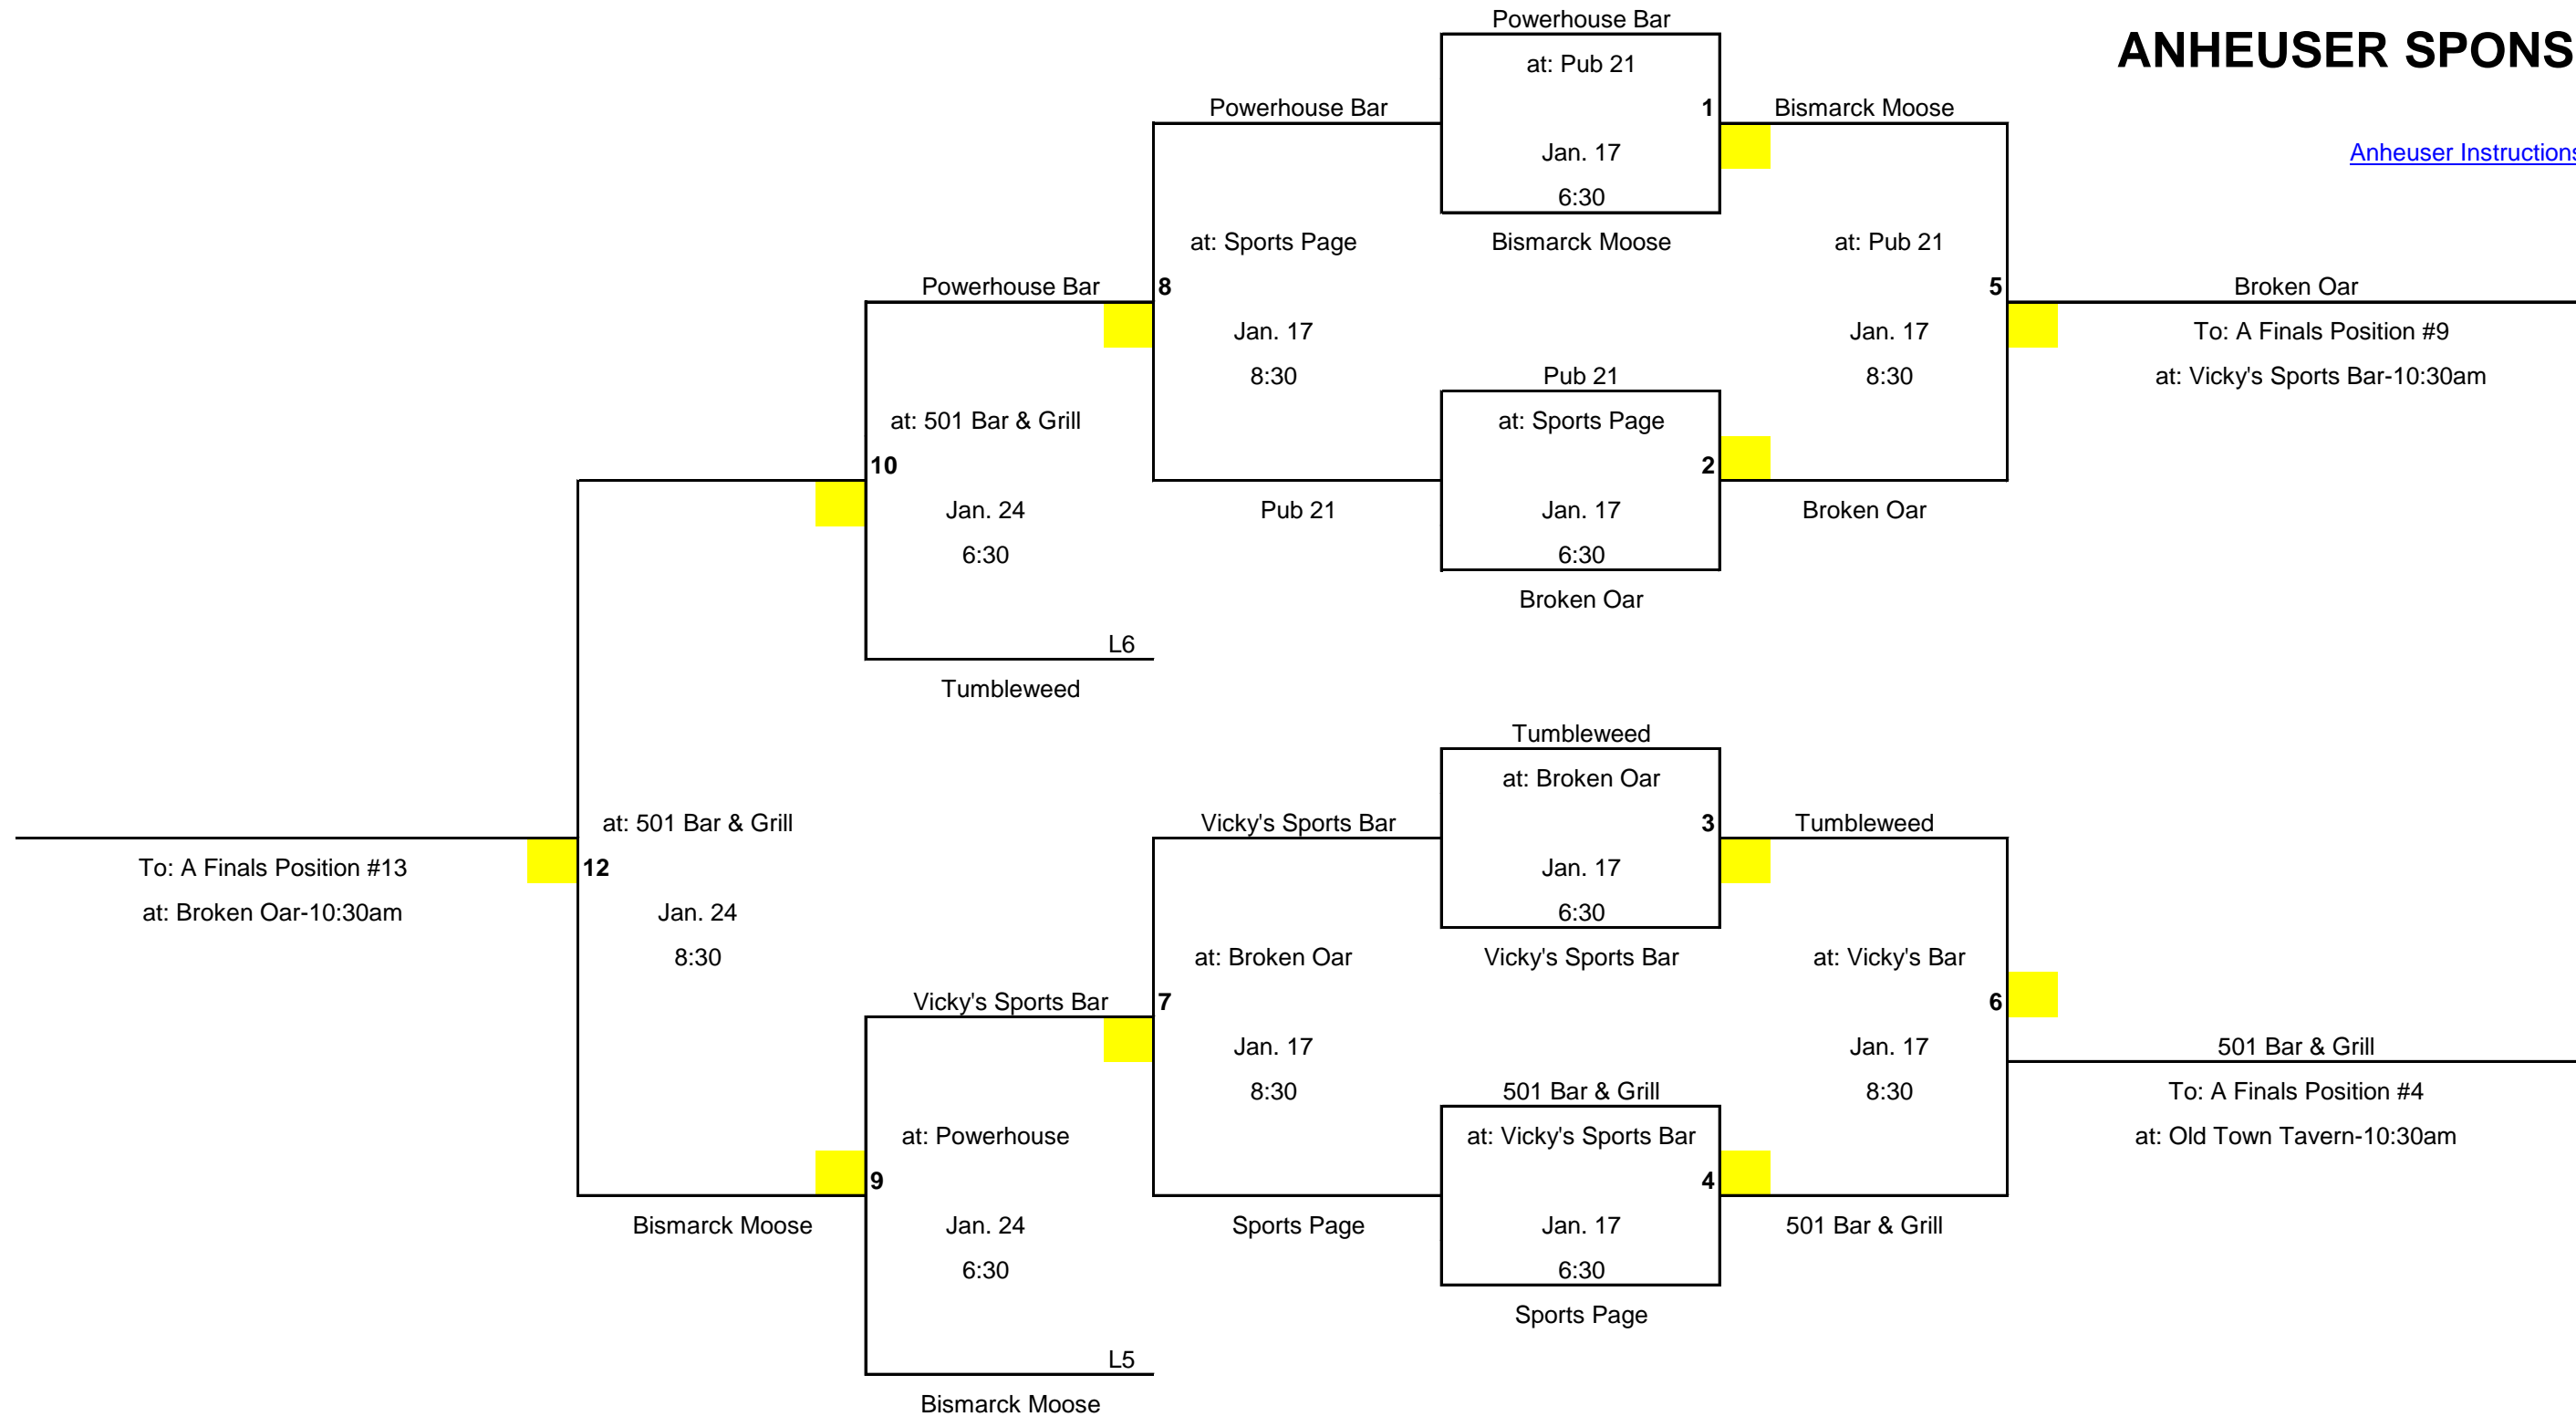 Powerhouse Bar
ANHEUSER SPONS
at: Pub 21
Powerhouse Bar 1 Bismarck Moose
Jan. 17 Anheuser Instructions
6:30
at: Sports Page Bismarck Moose at: Pub 21
Powerhouse Bar 8 5 Broken Oar
Jan. 17 Jan. 17 To: A Finals Position #9
8:30 Pub 21 8:30 at: Vicky's Sports Bar-10:30am
at: 501 Bar & Grill at: Sports Page
10 2
Jan. 24 Pub 21 Jan. 17 Broken Oar
6:30 6:30
Broken Oar
L6
Tumbleweed
Tumbleweed
at: Broken Oar
at: 501 Bar & Grill Vicky's Sports Bar 3 Tumbleweed
To: A Finals Position #13 12 Jan. 17
at: Broken Oar-10:30am Jan. 24 6:30
8:30 at: Broken Oar Vicky's Sports Bar at: Vicky's Bar
Vicky's Sports Bar 7 6
Jan. 17 Jan. 17 501 Bar & Grill
8:30 501 Bar & Grill 8:30 To: A Finals Position #4
at: Powerhouse at: Vicky's Sports Bar at: Old Town Tavern-10:30am
9 4
Bismarck Moose Jan. 24 Sports Page Jan. 17 501 Bar & Grill
6:30 6:30
Sports Page
L5
Bismarck Moose